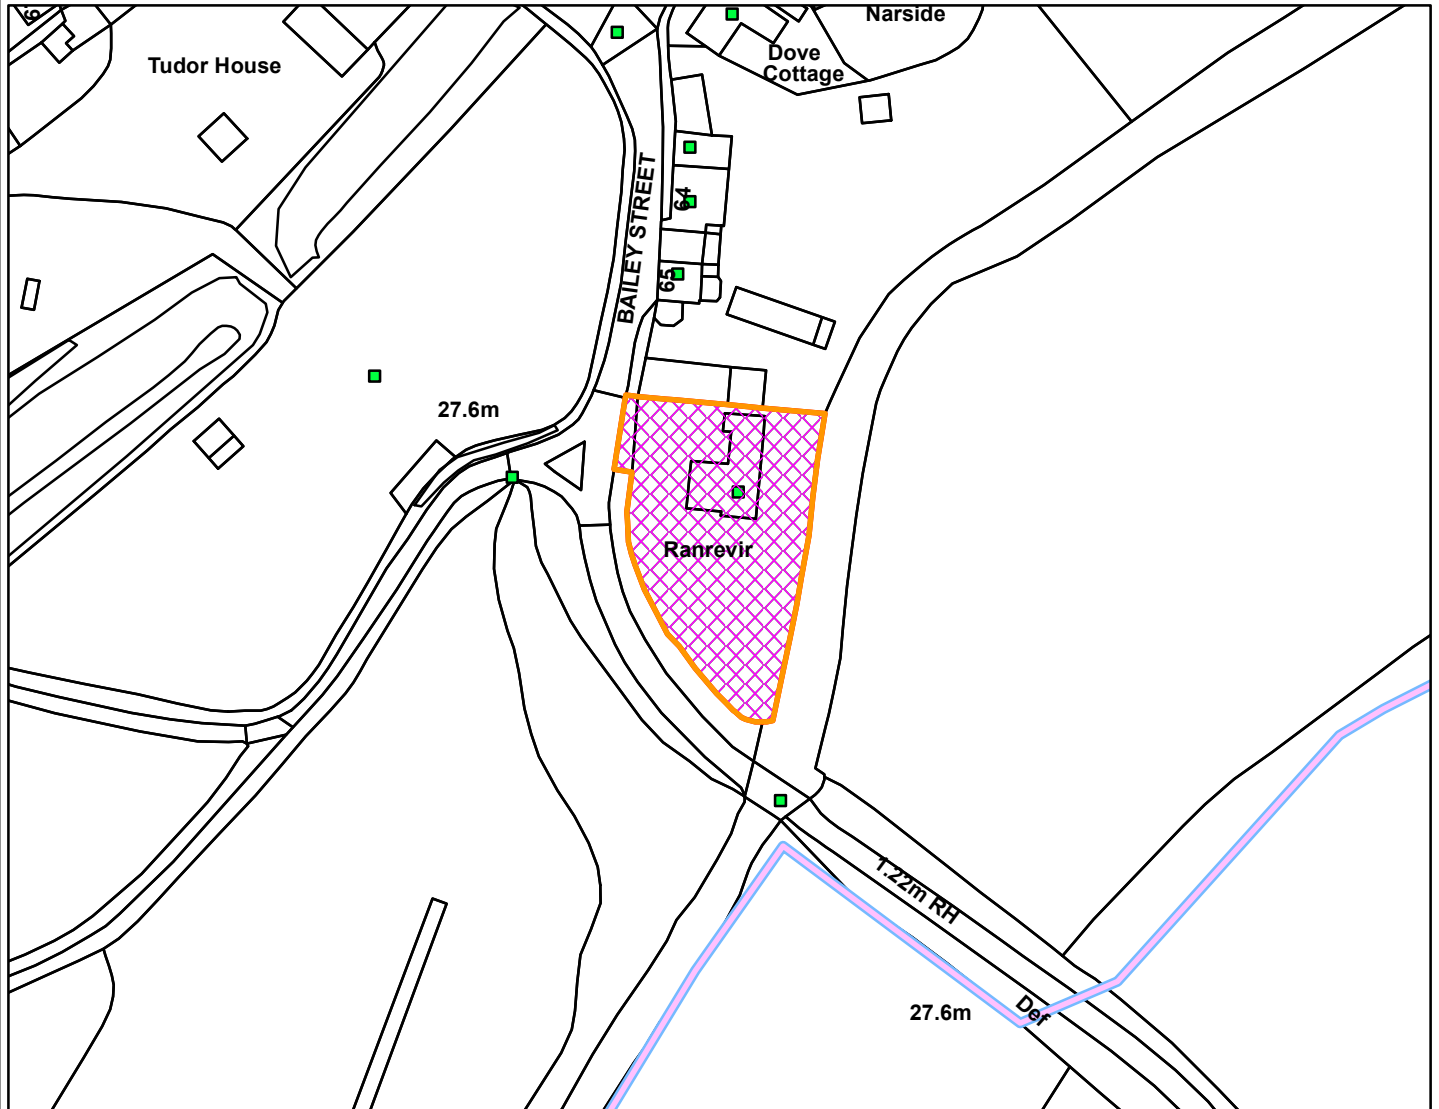 Narside
Tudor House
Dove
Cottage
64
BAILEY STREET
65
27.6m
Ranrevir
1.22m RH
27.6m
Def